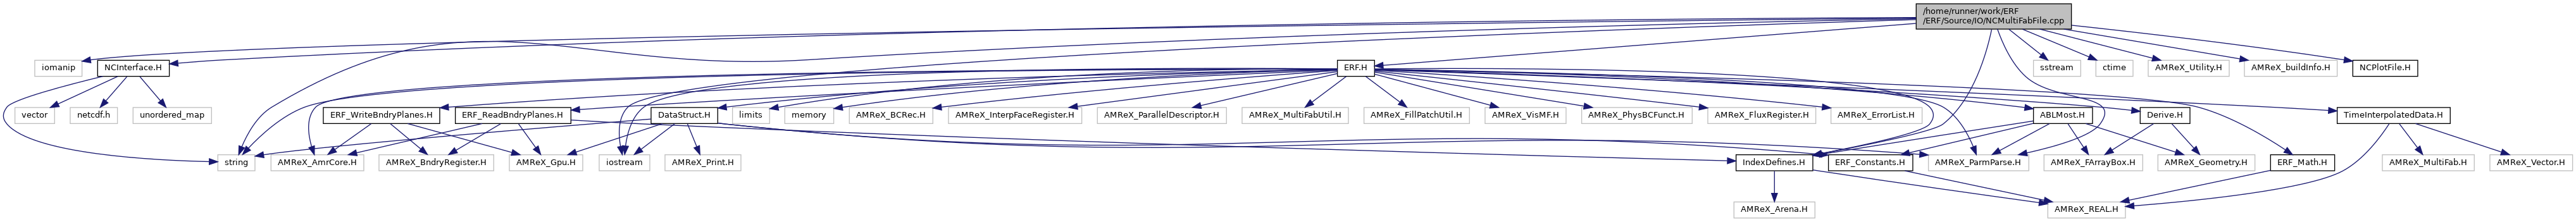 /home/runner/work/ERF
/ERF/Source/IO/NCMultiFabFile.cpp
iomanip
NCInterface.H
ERF.H
sstream
ctime
AMReX_Utility.H
AMReX_buildInfo.H
NCPlotFile.H
vector
netcdf.h
unordered_map
ERF_WriteBndryPlanes.H
ERF_ReadBndryPlanes.H
DataStruct.H
limits
memory
AMReX_BCRec.H
AMReX_InterpFaceRegister.H
AMReX_ParallelDescriptor.H
AMReX_MultiFabUtil.H
AMReX_FillPatchUtil.H
AMReX_VisMF.H
AMReX_PhysBCFunct.H
AMReX_FluxRegister.H
AMReX_ErrorList.H
ABLMost.H
Derive.H
TimeInterpolatedData.H
string
AMReX_AmrCore.H
AMReX_BndryRegister.H
AMReX_Gpu.H
iostream
AMReX_Print.H
IndexDefines.H
ERF_Constants.H
AMReX_ParmParse.H
AMReX_FArrayBox.H
AMReX_Geometry.H
ERF_Math.H
AMReX_MultiFab.H
AMReX_Vector.H
AMReX_Arena.H
AMReX_REAL.H